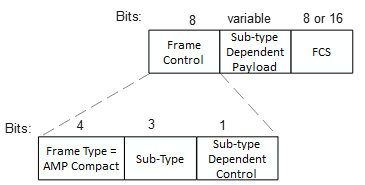 Bits: 8 variable 8 or 16
Frame
Control
Sub-type
Dependent
Payload
FCS
Bits: 4 3 1
Frame Type =
AMP Compact
Sub-Type
Sub-type
Dependent
Control